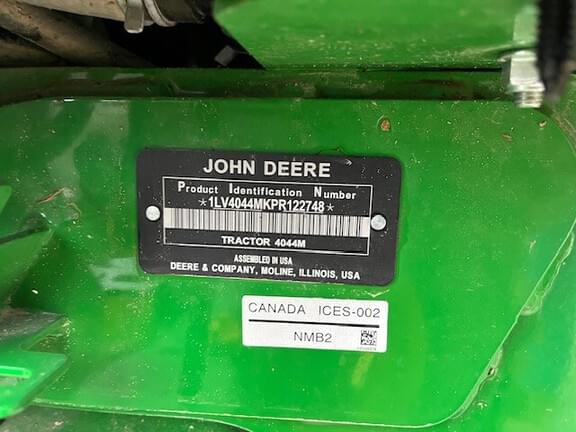 JOHN DEERE
Product Identification Number
*1LV4044MKPR122748*
TRACTOR 4044M
ASSEMBLED IN USA
DEERE & COMPANY, MOLINE, ILLINOIS, USA
CANADA ICES-002
NMB2